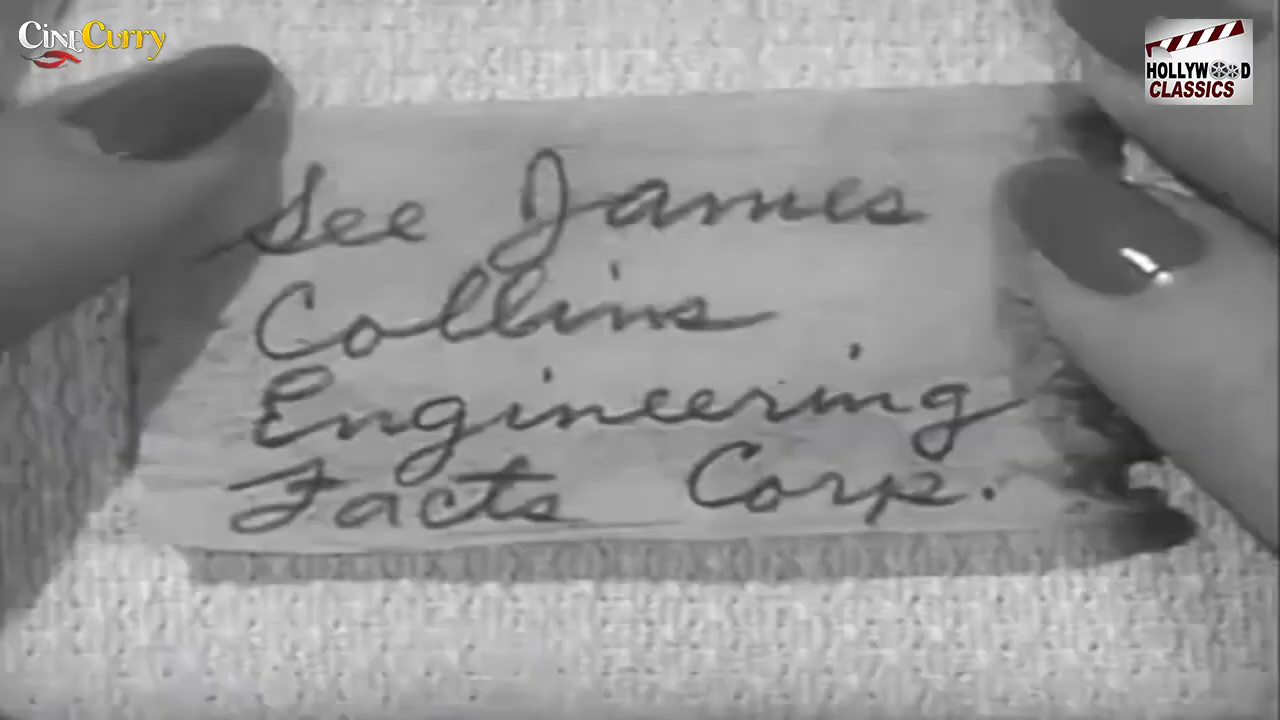 CineCurry
HOLLYWOOD
CLASSICS
See James
Collins
Engineering
Facts Corp.